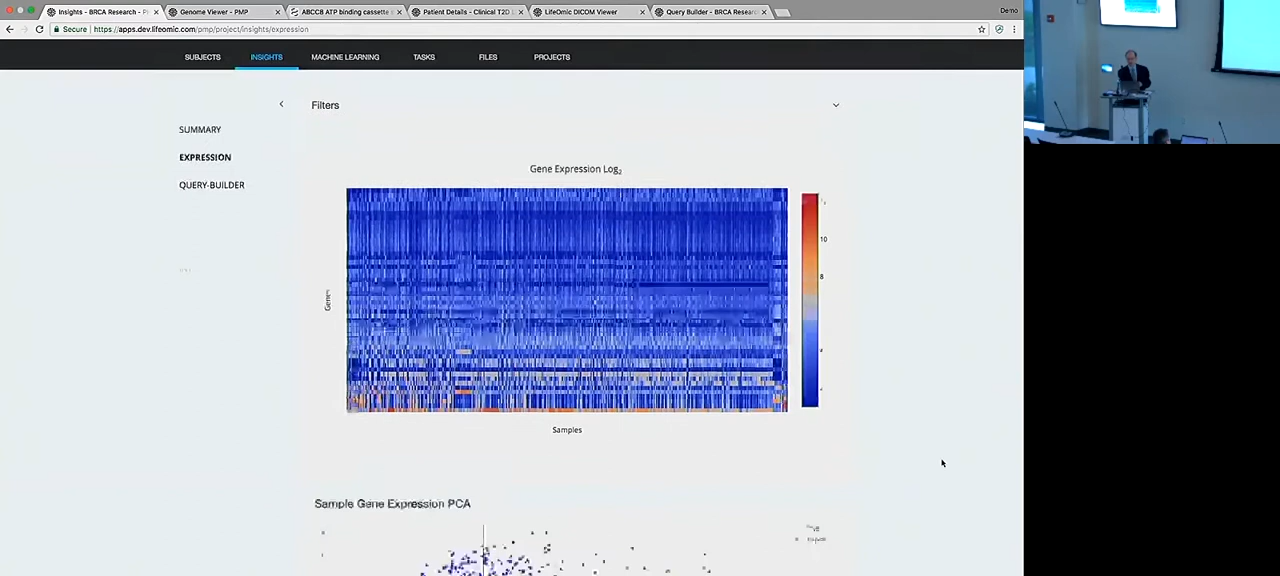 Insights - BRCA Research - P
Genome Viewer - PMP
ABCC8 ATP binding cassette s
Patient Details - Clinical T2D
LifeOmic DICOM Viewer
Query Builder - BRCA Resear
Demo
Secure
https://apps.dev.lifeomic.com/pmp/project/insights/expression
SUBJECTS
INSIGHTS
MACHINE LEARNING
TASKS
FILES
PROJECTS
Filters
SUMMARY
EXPRESSION
QUERY-BUILDER
Gene Expression Log2
10
8
Genes
Samples
Sample Gene Expression PCA